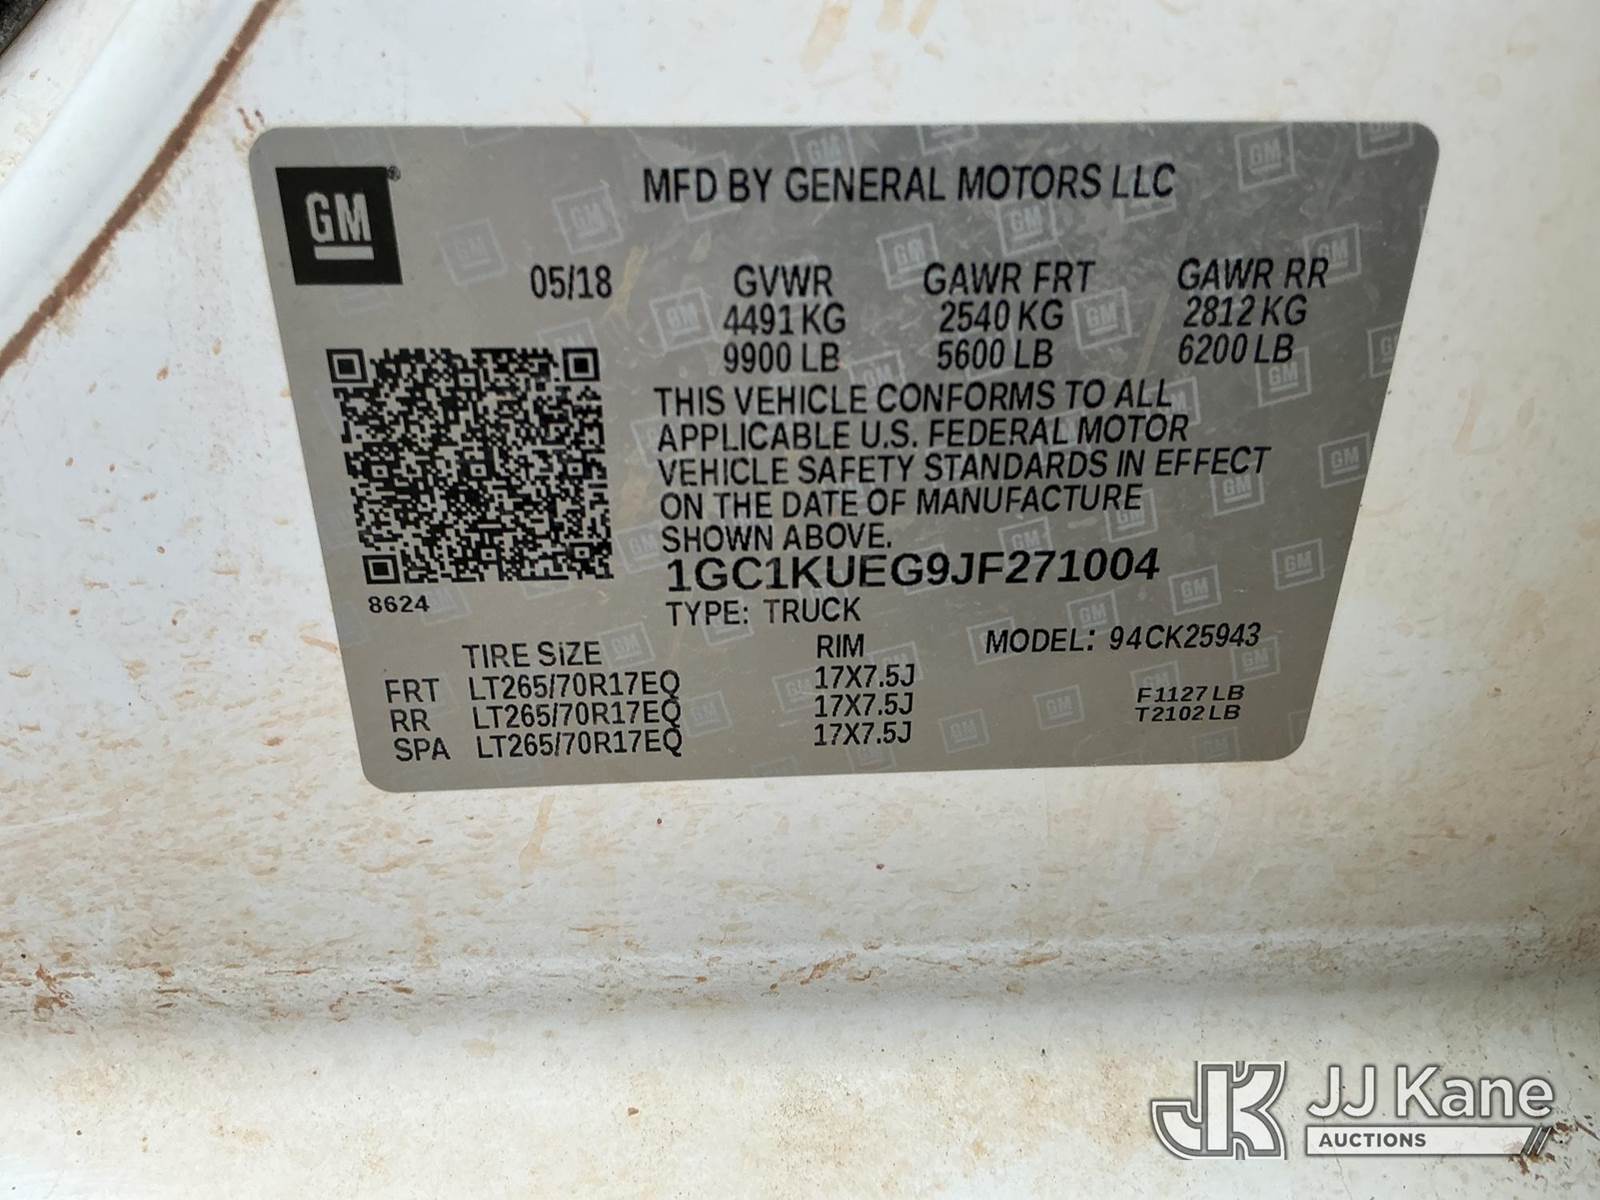 GM®
MFD BY GENERAL MOTORS LLC
05/18 GVWR GAWR FRT GAWR RR
4491 KG 2540 KG 2812 KG
9900 LB 5600 LB 6200 LB
THIS VEHICLE CONFORMS TO ALL
APPLICABLE U.S. FEDERAL MOTOR
VEHICLE SAFETY STANDARDS IN EFFECT
ON THE DATE OF MANUFACTURE
SHOWN ABOVE.
1GC1KUEG9JF271004
8624
TYPE: TRUCK
TIRE SIZE RIM MODEL: 94CK25943
FRT LT265/70R17EQ 17X7.5J
RR LT265/70R17EQ 17X7.5J
SPA LT265/70R17EQ 17X7.5J
F1127 LB
T2102 LB
JK JJ Kane
AUCTIONS